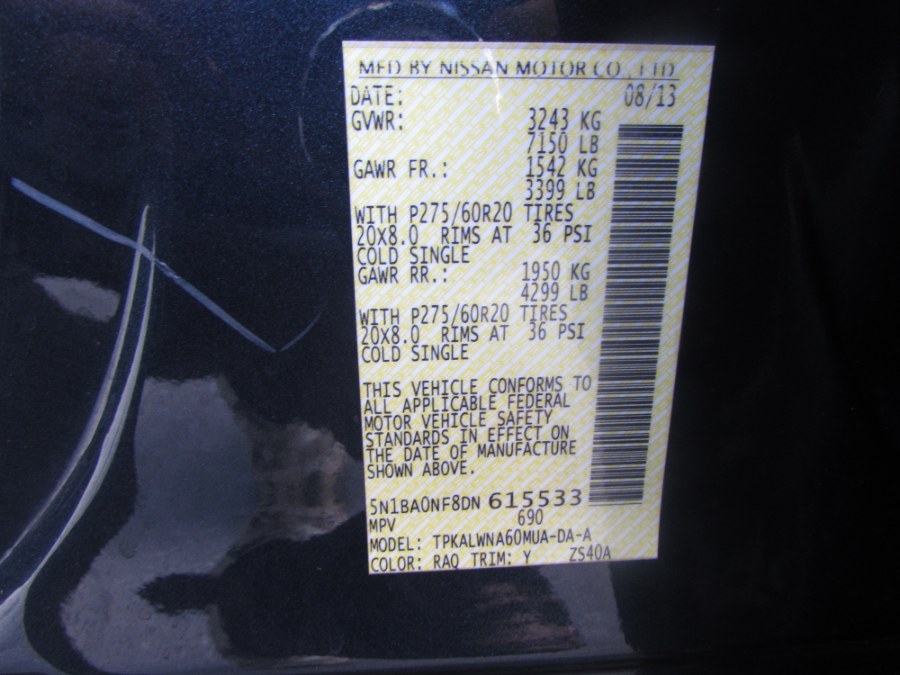 MFD BY NISSAN MOTOR CO., LTD.
DATE: 08/13
GVWR: 3243 KG
7150 LB
GAWR FR.: 1542 KG
3399 LB
WITH P275/60R20 TIRES
20X8.0 RIMS AT 36 PSI
COLD SINGLE
GAWR RR.: 1950 KG
4299 LB
WITH P275/60R20 TIRES
20X8.0 RIMS AT 36 PSI
COLD SINGLE
THIS VEHICLE CONFORMS TO
ALL APPLICABLE FEDERAL
MOTOR VEHICLE SAFETY
STANDARDS IN EFFECT ON
THE DATE OF MANUFACTURE
SHOWN ABOVE.
5N1BA0NF8DN 615533
MPV 690
MODEL: TPKALWNA60MUA-DA-A
COLOR: RAQ TRIM: Y ZS40A